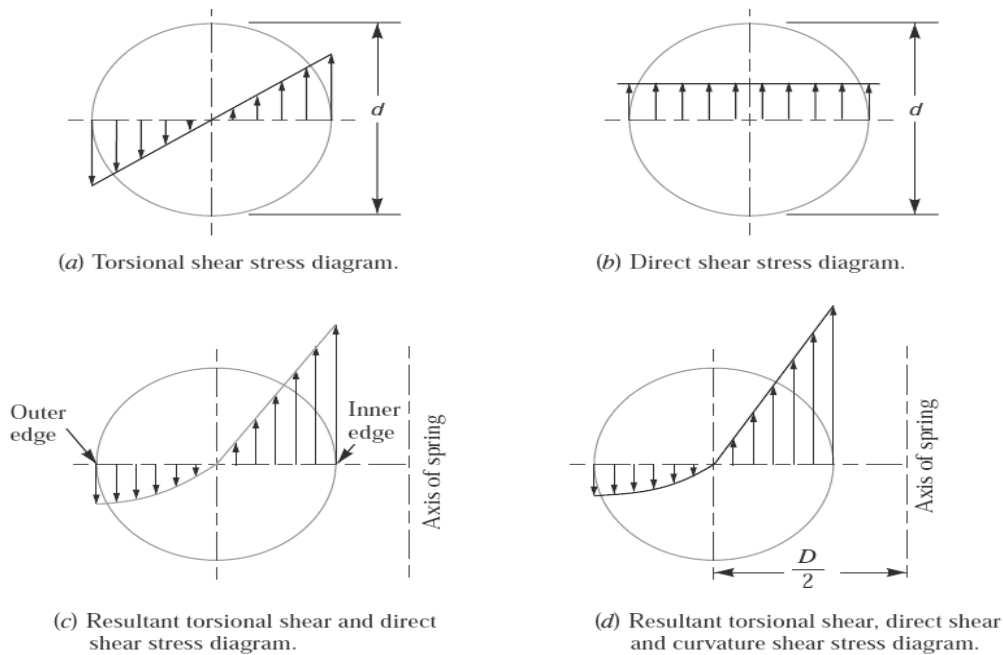 d
d
(a) Torsional shear stress diagram.
(b) Direct shear stress diagram.
Outer
edge
Inner
edge
Axis of spring
Axis of spring
D
2
(c) Resultant torsional shear and direct
shear stress diagram.
(d) Resultant torsional shear, direct shear
and curvature shear stress diagram.